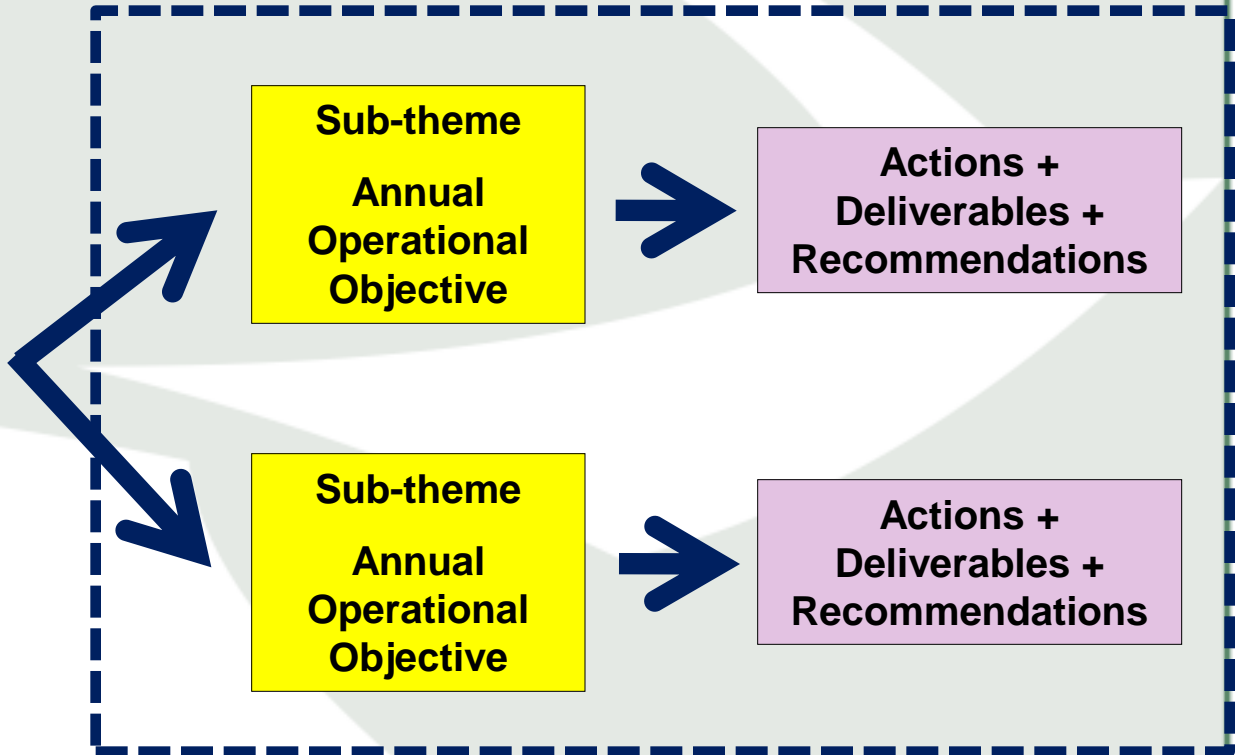 Sub-theme
Annual
Operational
Objective
Actions +
Deliverables +
Recommendations
Sub-theme
Annual
Operational
Objective
Actions +
Deliverables +
Recommendations